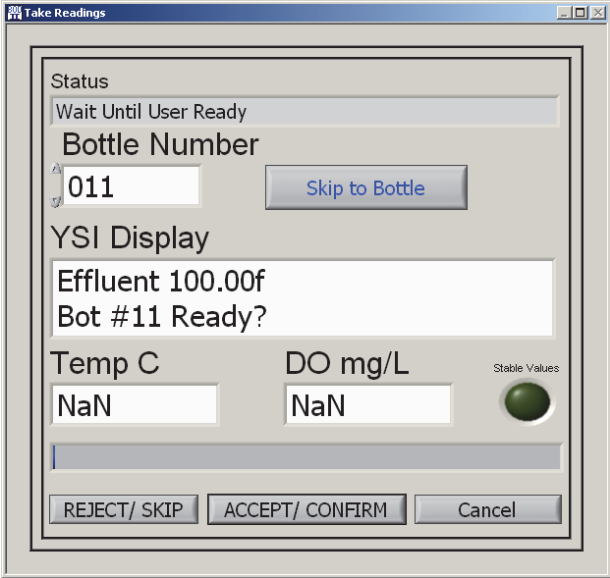 Take Readings
Status
Wait Until User Ready
Bottle Number
011
Skip to Bottle
YSI Display
Effluent 100.00f
Bot #11 Ready?
Temp C
DO mg/L
Stable Values
NaN
NaN
REJECT/ SKIP
ACCEPT/ CONFIRM
Cancel